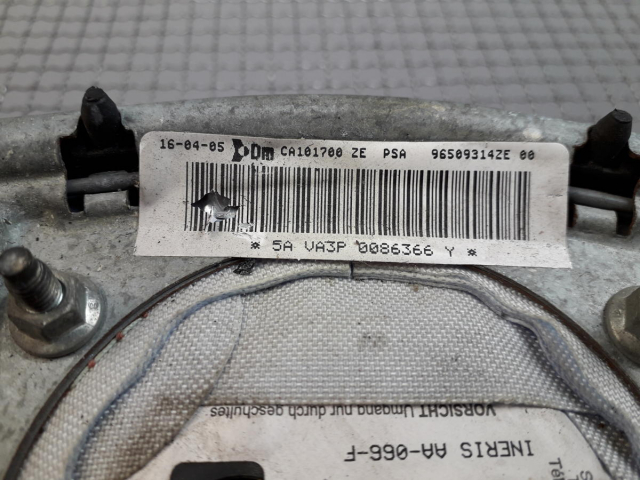 16-04-05 Dm CA101700 ZE PSA 96509314ZE 00
* 5A VA3P 0086366 Y *
VORSICHT Umgang nur durch geschultes
INERIS AA-066-F